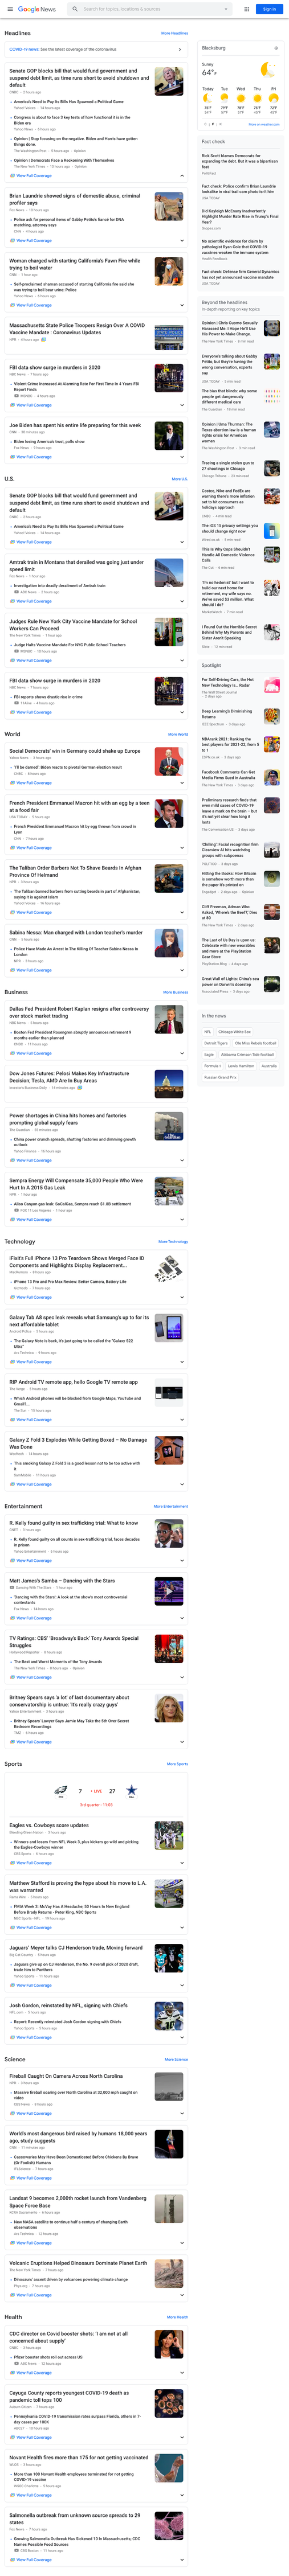 Google News
Search for topics, locations & sources
Sign in
Headlines
More Headlines
COVID-19 news: See the latest coverage of the coronavirus
Senate GOP blocks bill that would fund government and
suspend debt limit, as time runs short to avoid shutdown and
default
America's Need to Pay Its Bills Has Spawned a Political Game
Congress is about to face 3 key tests of how functional it is in the
Biden era
Opinion | Stop focusing on the negative. Biden and Harris have gotten
things done.
Opinion | Democrats Face a Reckoning With Themselves
View Full Coverage
Brian Laundrie showed signs of domestic abuse, criminal
profiler says
Police ask for personal items of Gabby Petito's fiancé for DNA
matching, attorney says
View Full Coverage
Woman charged with starting California's Fawn Fire while
trying to boil water
Self-proclaimed shaman accused of starting California fire said she
was trying to boil bear urine: Police
View Full Coverage
Massachusetts State Police Troopers Resign Over A COVID
Vaccine Mandate : Coronavirus Updates
FBI data show surge in murders in 2020
Violent Crime Increased At Alarming Rate For First Time In 4 Years FBI
Report Finds
View Full Coverage
Joe Biden has spent his entire life preparing for this week
Biden losing America's trust, polls show
View Full Coverage
U.S.
More U.S.
Senate GOP blocks bill that would fund government and
suspend debt limit, as time runs short to avoid shutdown and
default
America's Need to Pay Its Bills Has Spawned a Political Game
View Full Coverage
Amtrak train in Montana that derailed was going just under
speed limit
Investigation into deadly derailment of Amtrak train
View Full Coverage
Judges Rule New York City Vaccine Mandate for School
Workers Can Proceed
Judge Halts Vaccine Mandate For NYC Public School Teachers
View Full Coverage
FBI data show surge in murders in 2020
FBI reports shows drastic rise in crime
View Full Coverage
World
More World
Social Democrats' win in Germany could shake up Europe
'I'll be damned': Biden reacts to pivotal German election result
View Full Coverage
French President Emmanuel Macron hit with an egg by a teen
at a food fair
French President Emmanuel Macron hit by egg thrown from crowd in
Lyon
View Full Coverage
The Taliban Order Barbers Not To Shave Beards In Afghan
Province Of Helmand
The Taliban banned barbers from cutting beards in part of Afghanistan,
saying it is against Islam
View Full Coverage
Sabina Nessa: Man charged with London teacher's murder
Police Have Made An Arrest In The Killing Of Teacher Sabina Nessa In
London
View Full Coverage
Business
More Business
Dallas Fed President Robert Kaplan resigns after controversy
over stock market trading
Boston Fed President Rosengren abruptly announces retirement 9
months earlier than planned
View Full Coverage
Dow Jones Futures: Pelosi Makes Key Infrastructure
Decision; Tesla, AMD Are In Buy Areas
Power shortages in China hits homes and factories
prompting global supply fears
China power crunch spreads, shutting factories and dimming growth
outlook
View Full Coverage
Sempra Energy Will Compensate 35,000 People Who Were
Hurt In A 2015 Gas Leak
Aliso Canyon gas leak: SoCalGas, Sempra reach $1.8B settlement
View Full Coverage
Technology
More Technology
iFixit's Full iPhone 13 Pro Teardown Shows Merged Face ID
Components and Highlights Display Replacement...
iPhone 13 Pro and Pro Max Review: Better Camera, Battery Life
View Full Coverage
Galaxy Tab A8 spec leak reveals what Samsung's up to for its
next affordable tablet
The Galaxy Note is back, it's just going to be called the "Galaxy S22
Ultra"
View Full Coverage
RIP Android TV remote app, hello Google TV remote app
Which Android phones will be blocked from Google Maps, YouTube and
Gmail?...
View Full Coverage
Galaxy Z Fold 3 Explodes While Getting Boxed – No Damage
Was Done
This smoking Galaxy Z Fold 3 is a good lesson not to be too active with
it
View Full Coverage
Entertainment
More Entertainment
R. Kelly found guilty in sex trafficking trial: What to know
R. Kelly found guilty on all counts in sex-trafficking trial, faces decades
in prison
View Full Coverage
Matt James's Samba – Dancing with the Stars
'Dancing with the Stars': A look at the show's most controversial
contestants
View Full Coverage
TV Ratings: CBS' 'Broadway's Back' Tony Awards Special
Struggles
The Best and Worst Moments of the Tony Awards
View Full Coverage
Britney Spears say 'a lot' of last documentary about
conservatorship is untrue: 'It's really crazy guys'
Britney Spears' Lawyer Says Jamie May Take the 5th Over Secret
Bedroom Recordings
View Full Coverage
Sports
More Sports
7
LIVE
27
3rd quarter · 11:03
Eagles vs. Cowboys score updates
Winners and losers from NFL Week 3, plus kickers go wild and picking
the Eagles-Cowboys winner
View Full Coverage
Matthew Stafford is proving the hype about his move to L.A.
was warranted
FMIA Week 3: McVay Has A Headache; 50 Hours in New England
Before Brady Returns - Peter King, NBC Sports
View Full Coverage
Jaguars' Meyer talks CJ Henderson trade, Moving forward
Jaguars give up on CJ Henderson, the No. 9 overall pick of 2020 draft,
trade him to Panthers
View Full Coverage
Josh Gordon, reinstated by NFL, signing with Chiefs
Report: Recently reinstated Josh Gordon signing with Chiefs
View Full Coverage
Science
More Science
Fireball Caught On Camera Across North Carolina
Massive fireball soaring over North Carolina at 32,000 mph caught on
video
View Full Coverage
World's most dangerous bird raised by humans 18,000 years
ago, study suggests
Cassowaries May Have Been Domesticated Before Chickens By Brave
(Or Foolish) Humans
View Full Coverage
Landsat 9 becomes 2,000th rocket launch from Vandenberg
Space Force Base
New NASA satellite to continue half a century of changing Earth
observations
View Full Coverage
Volcanic Eruptions Helped Dinosaurs Dominate Planet Earth
Dinosaurs' ascent driven by volcanoes powering climate change
View Full Coverage
Health
More Health
CDC director on Covid booster shots: 'I am not at all
concerned about supply'
Pfizer booster shots roll out across US
View Full Coverage
Cayuga County reports youngest COVID-19 death as
pandemic toll tops 100
Pennsylvania COVID-19 transmission rates surpass Florida, others in 7-
day cases per 100K
View Full Coverage
Novant Health fires more than 175 for not getting vaccinated
More than 100 Novant Health employees terminated for not getting
COVID-19 vaccine
View Full Coverage
Salmonella outbreak from unknown source spreads to 29
states
Growing Salmonella Outbreak Has Sickened 10 In Massachusetts, CDC
Names Possible Food Sources
View Full Coverage
Blacksburg
Sunny
64°F
Today Tue Wed Thu Fri
More on weather.com
Fact check
Rick Scott blames Democrats for
expanding the debt. But it was a bipartisan
feat
PolitiFact
Fact check: Police confirm Brian Laundrie
lookalike in viral trail cam photo isn't him
USA TODAY
Did Kayleigh McEnany Inadvertently
Highlight Murder Rate Rise in Trump's Final
Year?
Snopes.com
No scientific evidence for claim by
pathologist Ryan Cole that COVID-19
vaccines weaken the immune system
Health Feedback
Fact check: Defense firm General Dynamics
has not yet announced vaccine mandate
USA TODAY
Beyond the headlines
In-depth reporting on key topics
Opinion | Chris Cuomo Sexually
Harassed Me. I Hope He'll Use
His Power to Make Change.
Everyone's talking about Gabby
Petito, but they're having the
wrong conversation, experts
say
The bias that blinds: why some
people get dangerously
different medical care
Opinion | Uma Thurman: The
Texas abortion law is a human
rights crisis for American
women
Tracing a single stolen gun to
27 shootings in Chicago
Costco, Nike and FedEx are
warning there's more inflation
set to hit consumers as
holidays approach
The iOS 15 privacy settings you
should change right now
This Is Why Cops Shouldn't
Handle All Domestic Violence
Calls
'I'm no hedonist' but I want to
build our nest home for
retirement, my wife says no.
We've saved $3 million. What
should I do?
I Found Out the Horrible Secret
Behind Why My Parents and
Sister Aren't Speaking.
Spotlight
For Self-Driving Cars, the Hot
New Technology Is... Radar
Deep Learning's Diminishing
Returns
NBArank 2021: Ranking the
best players for 2021-22, from 5
to 1
Facebook Comments Can Get
Media Firms Sued in Australia
Preliminary research finds that
even mild cases of COVID-19
leave a mark on the brain – but
it's not yet clear how long it
lasts
'Chilling': Facial recognition firm
Clearview AI hits watchdog
groups with subpoenas
Hitting the Books: How Bitcoin
is somehow worth more than
the paper it's printed on
Cliff Freeman, Adman Who
Asked, 'Where's the Beef?,' Dies
at 80
The Last of Us Day is upon us:
Celebrate with new wearables
and more at the PlayStation
Gear Store
Great Wall of Lights: China's sea
power on Darwin's doorstep
In the news
NFL
Chicago White Sox
Detroit Tigers
Ole Miss Rebels football
Eagle
Alabama Crimson Tide football
Formula 1
Lewis Hamilton
Australia
Russian Grand Prix